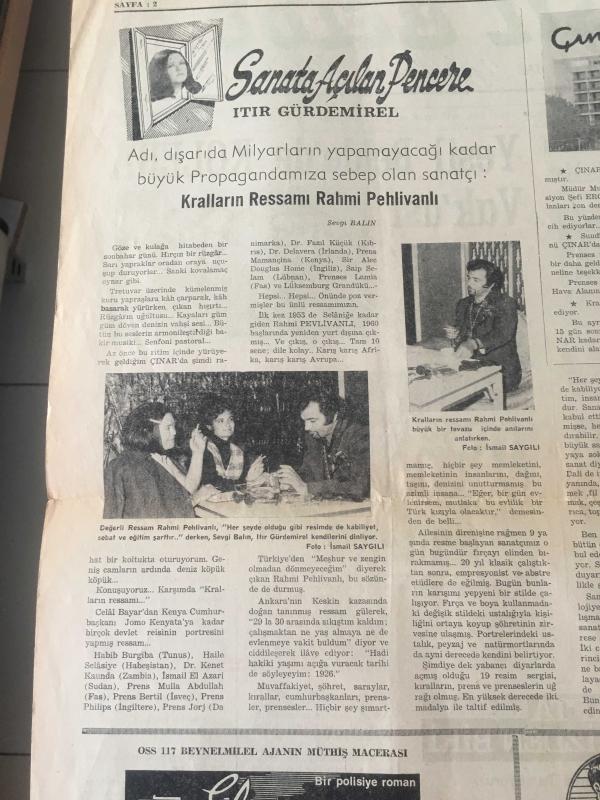 SAYFA : 2
Sanata Açılan Pencere
ITIR GÜRDEMIREL
Adı, dışarıda Milyarların yapamayacağı kadar
büyük Propagandamıza sebep olan sanatçı :
Kralların Ressamı Rahmi Pehlivanlı
Sevgi BALIN
Göze ve kulağa hitabeden bir
sonbahar günü. Hırçın bir rüzgâr...
Sarı yapraklar oradan oraya uçu-
şup duruyorlar... Sanki kovalamaç
oynar gibi.
Tretuvar üzerinde kümelenmiş
kuru yapraşlara kâh çarparak, kâh
basarak yürürken, çıkan hışırtı...
Rüzgârın uğultusu... Kayaları güm
güm döven denizin vahşi sesi... Bü-
tün bu seslerin armonileştirdiği ba-
kir musiki... Senfoni pastoral...
Az önce bu ritim içinde yürüye-
rek geldiğim ÇINAR'da şimdi ra-
nimarka), Dr. Fazıl Küçük (Kıb-
rıs), Dr. Delavera (İrlanda), Prens
Mamangina (Kenya), Sir Alec
Douglas Home (İngiliz), Saip Se-
lam (Lübnan), Prenses Lamia
(Fas) ve Lüksemburg Grandükü..-
Hepsi... Hepsi... Önünde poz ver-
mişler bu ünlü ressamımızın.
İlk kez 1953 de Selâniğe kadar
giden Rahmi PEVLİVANLI, 1960
başlarında yeniden yurt dışına çık-
mış... Ve çıkış, o çıkış... Tam 10
sene; dile kolay.. Karış karış Afri-
ka, karış karış Avrupa...
Kralların ressamı Rahmi Pehlivanlı
büyük bir tevazu içinde anılarını
anlatırken.
Foto : İsmail SAYGILI
Değerli Ressam Rahmi Pehlivanlı, "Her şeyde olduğu gibi resimde de kabiliyet,
sebat ve eğitim şarttır.." derken, Sevgi Balın, Itır Gürdemirel kendilerini dinliyor.
Foto : İsmail SAYGILI
hat bir koltukta oturuyorum. Ge-
niş camların ardında deniz köpük
köpük...
Konuşuyoruz... Karşımda "Kral-
ların ressamı..."
Celâl Bayar'dan Kenya Cumhur-
başkanı Jomo Kenyata'ya kadar
birçok devlet reisinin portresini
yapmış ressam...
Habib Burgiba (Tunus), Haile
Selâsiye (Habeşistan), Dr. Kenet
Kaunda (Zambia), İsmail El Azari
(Sudan), Prens Mulla Abdullah
(Fas), Prens Bertil (İsveç), Prens
Philips (İngiltere), Prens Jorj (Da
Türkiye'den "Meşhur ve zengin
olmadan dönmeyeceğim" diyerek
çıkan Rahmi Pehlivanlı, bu sözün-
de de durmuş.
Ankara'nın Keskin kazasında
doğan tanınmış ressam gülerek,
"29 la 30 arasında sıkıştım kaldım;
çalışmaktan ne yaş almaya ne de
evlenmeye vakit buldum" diyor ve
ciddileşerek ilâve ediyor: "Hadi
hakiki yaşımı açığa vuracak tarihi
de söyleyeyim: 1926."
Muvaffakiyet, şöhret, saraylar,
kırallar, cumhurbaşkanları, prens-
ler, prensesler... Hiçbir şey şımart-
mamış, hiçbir şey memleketini,
memleketinin insanlarını, dağını,
taşını, denizini unutturmamış bu
azimli insana... "Eğer, bir gün ev-
lenirsem, mutlaka bu evlilik bir
Türk kızıyla olacaktır," demesin-
den de belli...
Ailesinin direnişine rağmen 9 ya
şında resme başlayan sanatçımız o
gün bugündür fırçayı elinden bı-
rakmamış... 20 yıl klasik çalıştık-
tan sonra, empresyonist ve abstre
etüdlere de eğilmiş. Bugün bunla-
rın karışımı yepyeni bir stilde ça-
lışıyor. Fırça ve boya kullanmada-
ki değişik stildeki ustalığıyla kişi-
liğini ortaya koyup şöhretinin zir-
vesine ulaşmış. Portrelerindeki us-
talık, peyzaj ve natürmortlarında
da ayni derecede kendini belirtiyor.
Şimdiye dek yabancı diyarlarda
açmış olduğu 19 resim sergisi,
kıralların, prens ve prenseslerin uğ
rağı olmuş. En yüksek derecede iki
madalya ile taltif edilmiş.
OSS 117 BEYNELMİLEL AJANIN MÜTHİŞ MACERASI
Bir polisiye roman